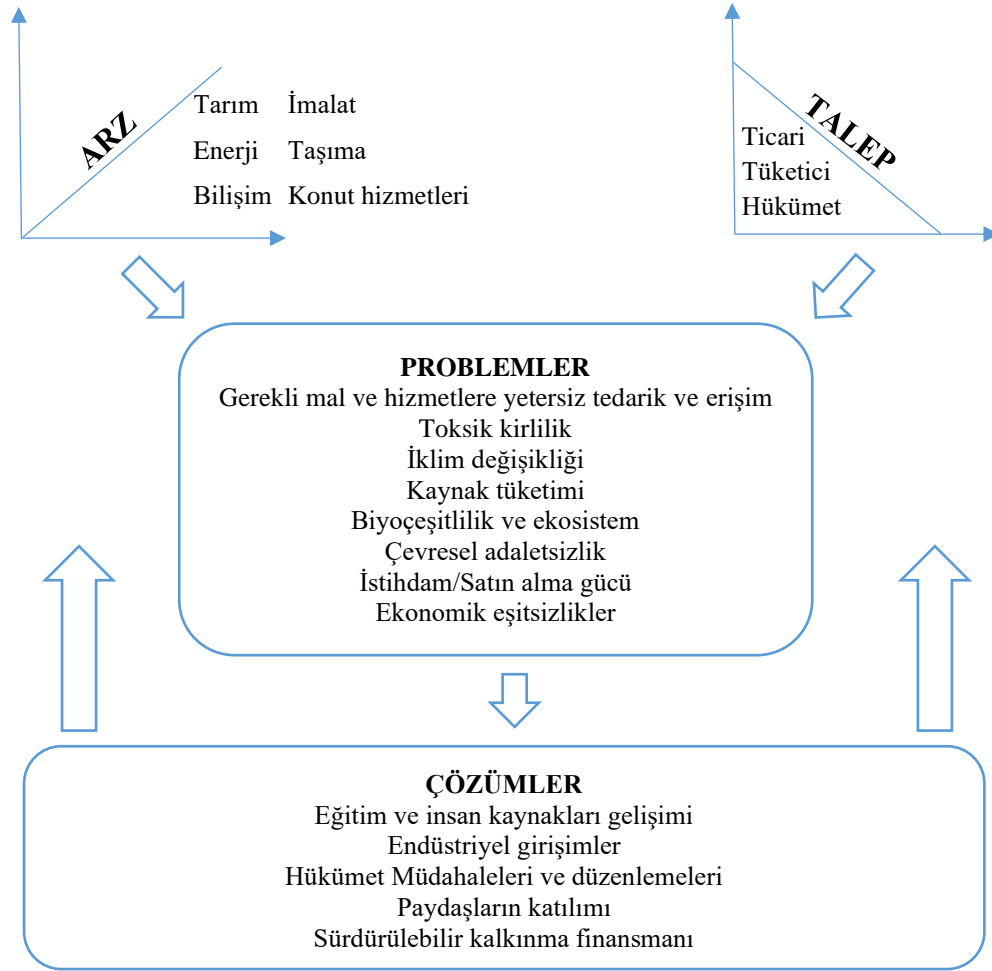 ARZ
Tarım İmalat
Enerji Taşıma
Bilişim Konut hizmetleri
TALEP
Ticari
Tüketici
Hükümet
PROBLEMLER
Gerekli mal ve hizmetlere yetersiz tedarik ve erişim
Toksik kirlilik
İklim değişikliği
Kaynak tüketimi
Biyoçeşitlilik ve ekosistem
Çevresel adaletsizlik
İstihdam/Satın alma gücü
Ekonomik eşitsizlikler
ÇÖZÜMLER
Eğitim ve insan kaynakları gelişimi
Endüstriyel girişimler
Hükümet Müdahaleleri ve düzenlemeleri
Paydaşların katılımı
Sürdürülebilir kalkınma finansmanı